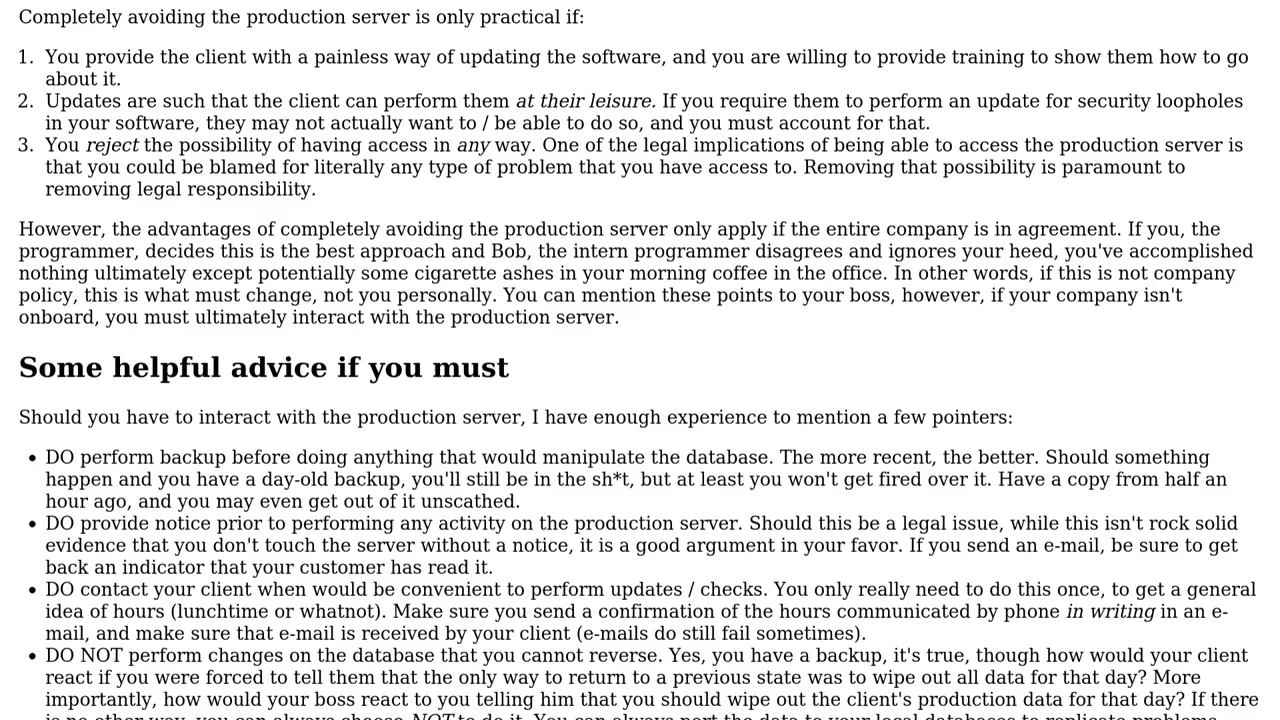 Completely avoiding the production server is only practical if:
1. You provide the client with a painless way of updating the software, and you are willing to provide training to show them how to go
about it.
2. Updates are such that the client can perform them at their leisure. If you require them to perform an update for security loopholes
in your software, they may not actually want to / be able to do so, and you must account for that.
3. You reject the possibility of having access in any way. One of the legal implications of being able to access the production server is
that you could be blamed for literally any type of problem that you have access to. Removing that possibility is paramount to
removing legal responsibility.
However, the advantages of completely avoiding the production server only apply if the entire company is in agreement. If you, the
programmer, decides this is the best approach and Bob, the intern programmer disagrees and ignores your heed, you've accomplished
nothing ultimately except potentially some cigarette ashes in your morning coffee in the office. In other words, if this is not company
policy, this is what must change, not you personally. You can mention these points to your boss, however, if your company isn't
onboard, you must ultimately interact with the production server.
Some helpful advice if you must
Should you have to interact with the production server, I have enough experience to mention a few pointers:
• DO perform backup before doing anything that would manipulate the database. The more recent, the better. Should something
happen and you have a day-old backup, you'll still be in the sh*t, but at least you won't get fired over it. Have a copy from half an
hour ago, and you may even get out of it unscathed.
• DO provide notice prior to performing any activity on the production server. Should this be a legal issue, while this isn't rock solid
evidence that you don't touch the server without a notice, it is a good argument in your favor. If you send an e-mail, be sure to get
back an indicator that your customer has read it.
• DO contact your client when would be convenient to perform updates / checks. You only really need to do this once, to get a general
idea of hours (lunchtime or whatnot). Make sure you send a confirmation of the hours communicated by phone in writing in an e-
mail, and make sure that e-mail is received by your client (e-mails do still fail sometimes).
• DO NOT perform changes on the database that you cannot reverse. Yes, you have a backup, it's true, though how would your client
react if you were forced to tell them that the only way to return to a previous state was to wipe out all data for that day? More
importantly, how would your boss react to you telling him that you should wipe out the client's production data for that day? If there
is no other way, you can always choose NOT to do it. You can always port the data to your local databases to replicate problems